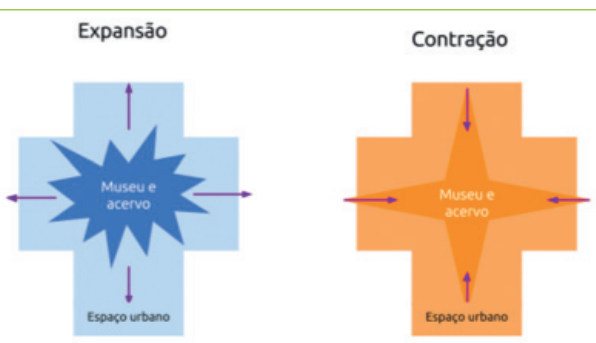 Expansão
Museu e
acervo
Espaço urbano
Contração
Museu e
acervo
Espaço urbano